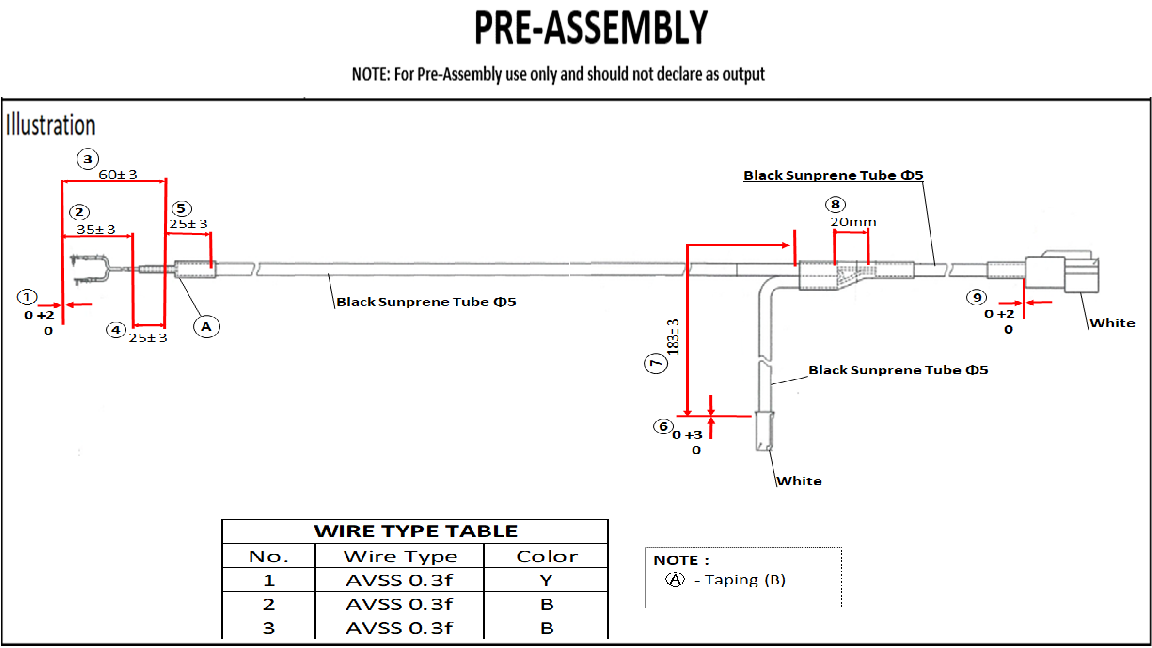 PRE-ASSEMBLY
NOTE: For Pre-Assembly use only and should not declare as output
Illustration
3
60±3
2
35±3
5
25±3
1
0 +2
0
4
25±3
A
Black Sunprene Tube Φ5
Black Sunprene Tube Φ5
8
20mm
7
183±3
9
0 +2
0
White
Black Sunprene Tube Φ5
6
0 +3
0
White
WIRE TYPE TABLE
No. Wire Type Color
1 AVSS 0.3f Y
2 AVSS 0.3f B
3 AVSS 0.3f B
NOTE :
A - Taping (B)